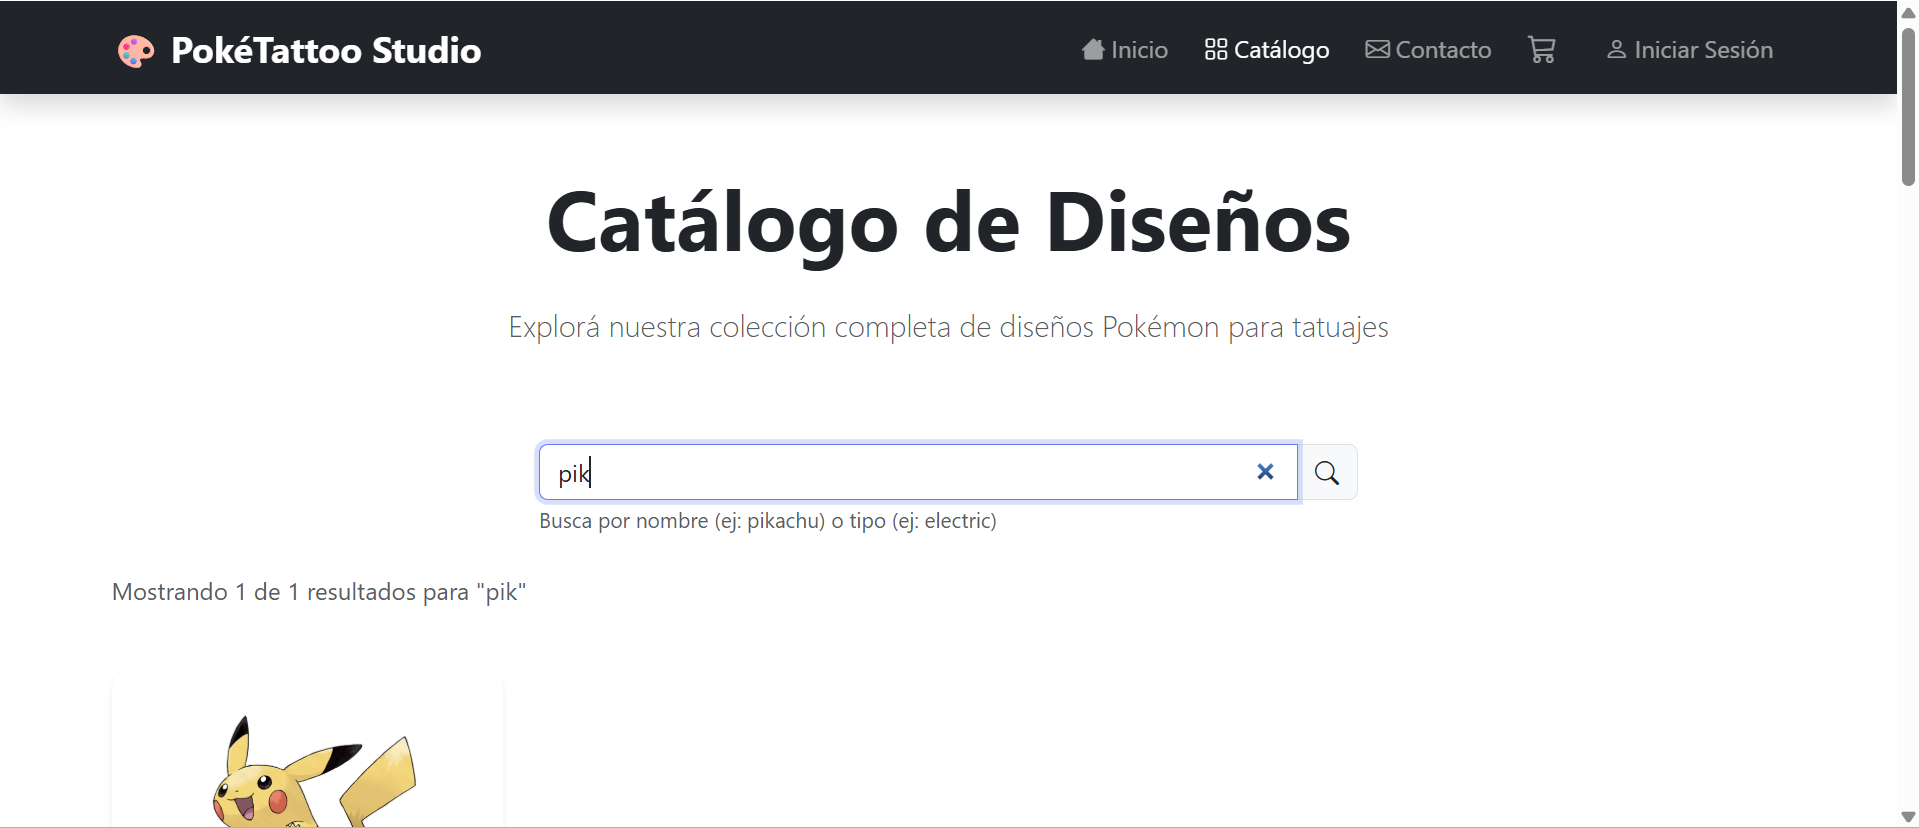 PokéTattoo Studio
Inicio
Catálogo
Contacto
Iniciar Sesión
Catálogo de Diseños
Explorá nuestra colección completa de diseños Pokémon para tatuajes
pik
Busca por nombre (ej: pikachu) o tipo (ej: electric)
Mostrando 1 de 1 resultados para "pik"